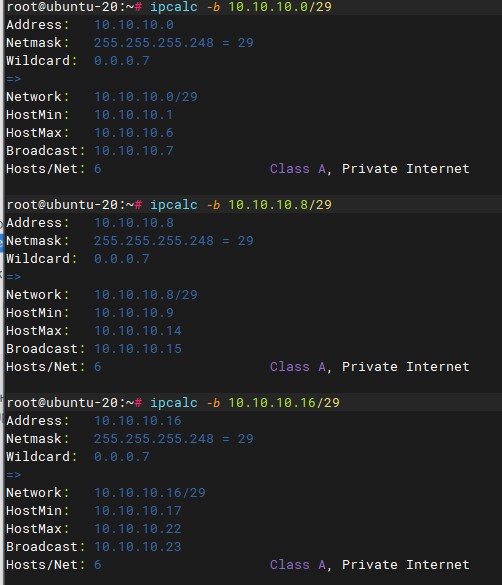 root@ubuntu-20:~# ipcalc -b 10.10.10.0/29
Address: 10.10.10.0
Netmask: 255.255.255.248 = 29
Wildcard: 0.0.0.7
=>
Network: 10.10.10.0/29
HostMin: 10.10.10.1
HostMax: 10.10.10.6
Broadcast: 10.10.10.7
Hosts/Net: 6 Class A, Private Internet
root@ubuntu-20:~# ipcalc -b 10.10.10.8/29
Address: 10.10.10.8
Netmask: 255.255.255.248 = 29
Wildcard: 0.0.0.7
=>
Network: 10.10.10.8/29
HostMin: 10.10.10.9
HostMax: 10.10.10.14
Broadcast: 10.10.10.15
Hosts/Net: 6 Class A, Private Internet
root@ubuntu-20:~# ipcalc -b 10.10.10.16/29
Address: 10.10.10.16
Netmask: 255.255.255.248 = 29
Wildcard: 0.0.0.7
=>
Network: 10.10.10.16/29
HostMin: 10.10.10.17
HostMax: 10.10.10.22
Broadcast: 10.10.10.23
Hosts/Net: 6 Class A, Private Internet